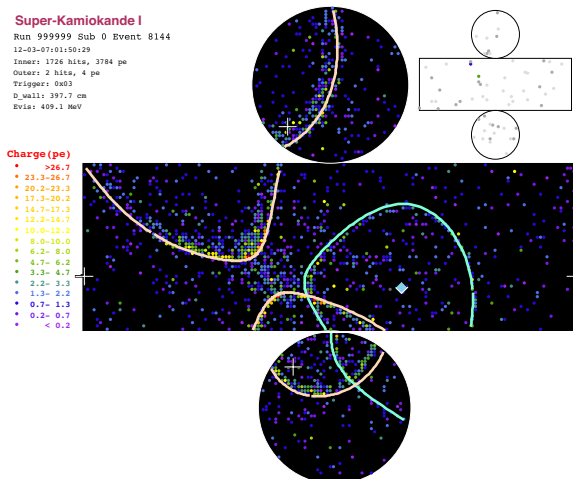 Super-Kamiokande I
Run 999999 Sub 0 Event 8144
12-03-07:01:50:29
Inner: 1726 hits, 3784 pe
Outer: 2 hits, 4 pe
Trigger: 0x03
D_wall: 397.7 cm
Evis: 409.1 MeV
Charge(pe)
>26.7
23.3-26.7
20.2-23.3
17.3-20.2
14.7-17.3
12.2-14.7
10.0-12.2
8.0-10.0
6.2- 8.0
4.7- 6.2
3.3- 4.7
2.2- 3.3
1.3- 2.2
0.7- 1.3
0.2- 0.7
< 0.2